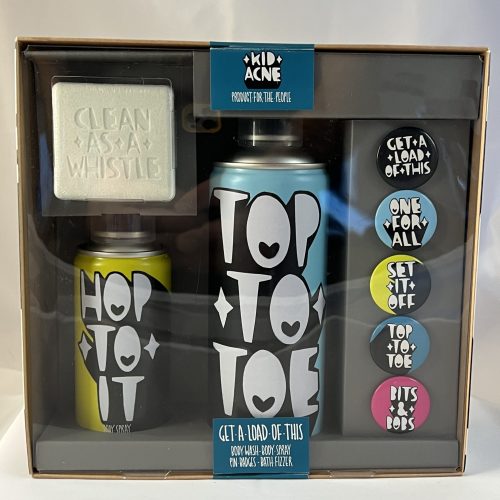 KID
ACNE
PRODUCT·FOR·THE·PEOPLE
CLEAN
AS·A
WHISTLE
HOP
TO
IT
BODY SPRAY
TOP
TO
TOE
GET·A
LOAD
OF·THIS
ONE
FOR
ALL
SET
IT
OFF
TOP
TO
TOE
BITS
&
BOBS
GET·A·LOAD·OF·THIS
BODY WASH·BODY SPRAY
PIN BADGES·BATH FIZZER